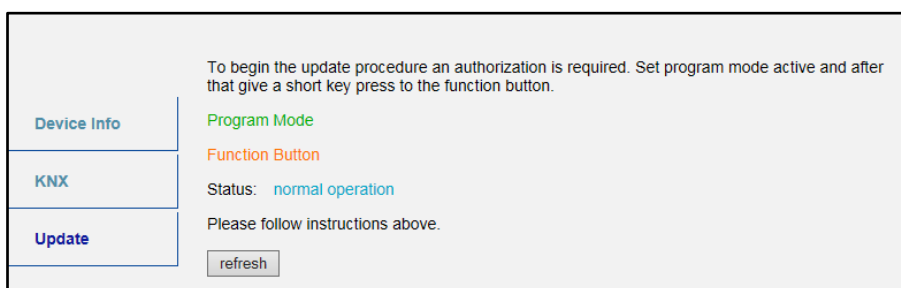 To begin the update procedure an authorization is required. Set program mode active and after
that give a short key press to the function button.
Device Info
Program Mode
Function Button
KNX
Status: normal operation
Please follow instructions above.
Update
refresh